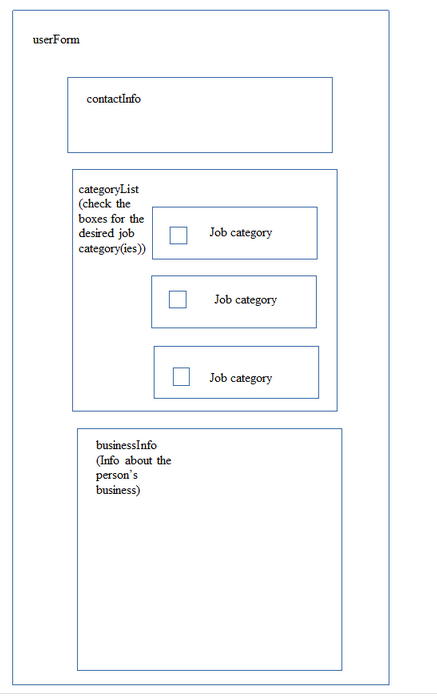 userForm
contactInfo
categoryList
(check the
boxes for the
desired job
category(ies))
Job category
Job category
Job category
businessInfo
(Info about the
person's
business)